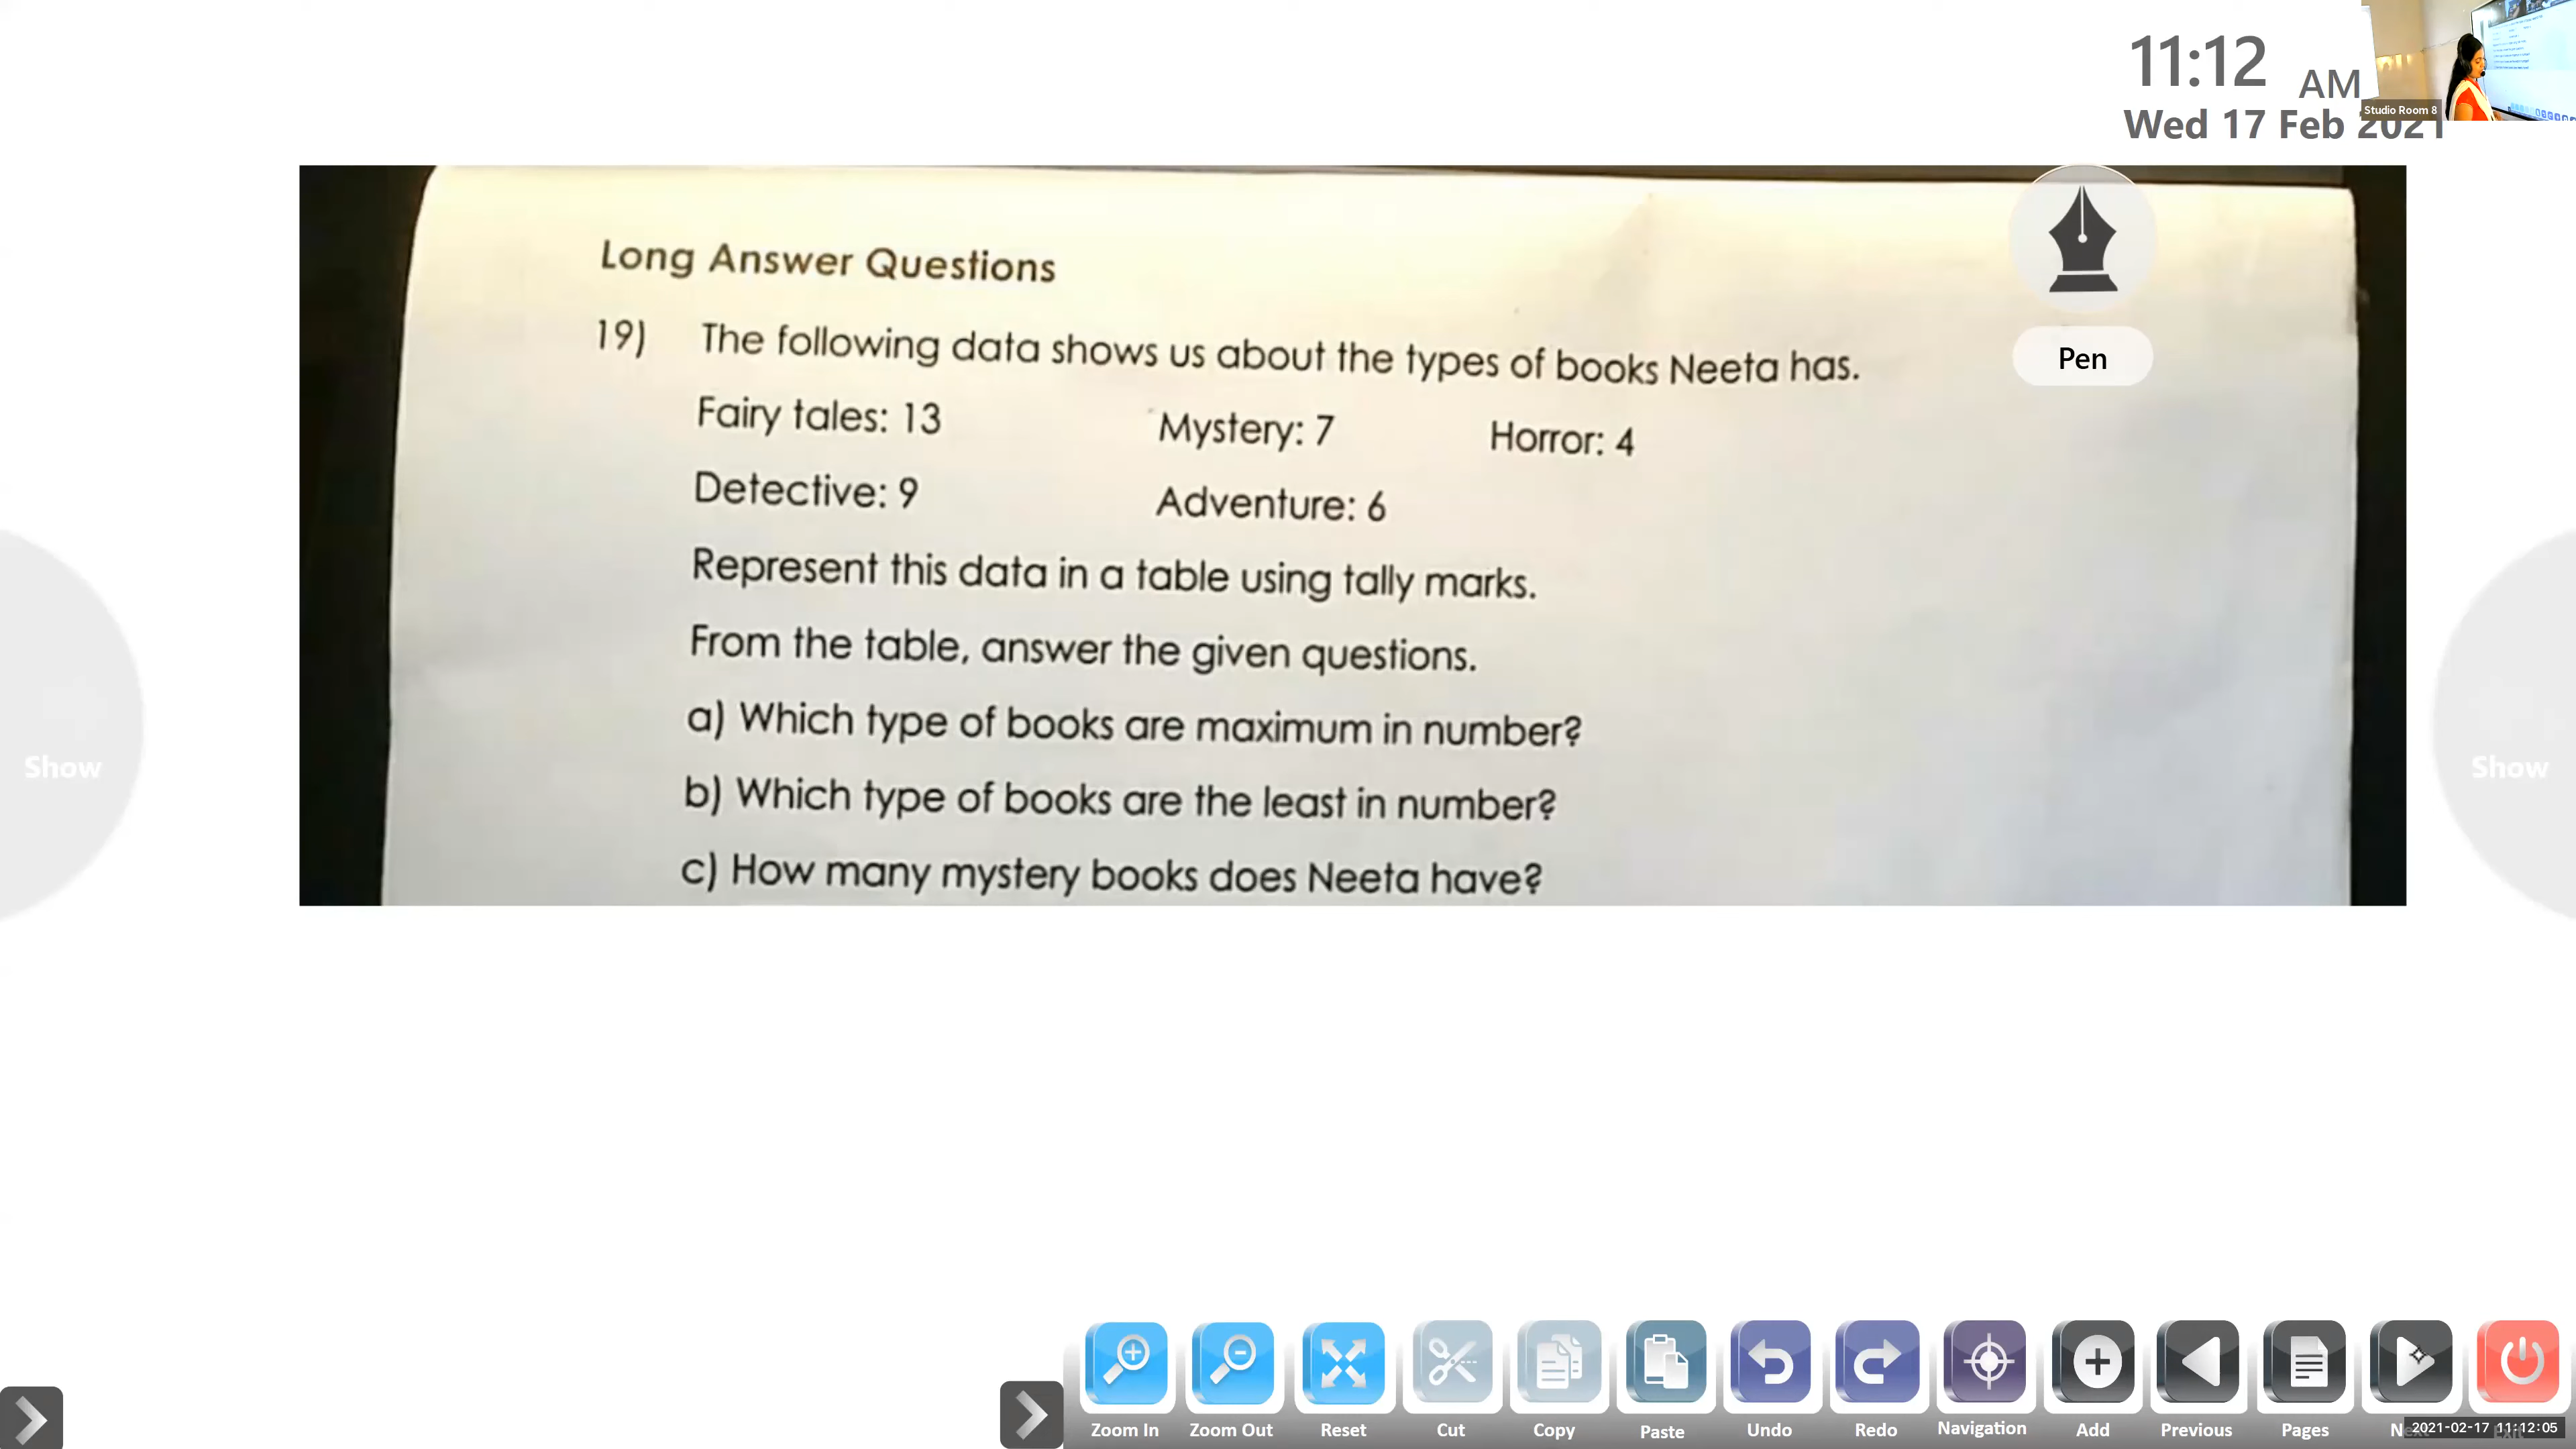 11:12 AM
Studio Room 8
Wed 17 Feb 2021
Long Answer Questions
19) The following data shows us about the types of books Neeta has.
Fairy tales: 13 Mystery: 7 Horror: 4
Detective: 9 Adventure: 6
Represent this data in a table using tally marks.
From the table, answer the given questions.
a) Which type of books are maximum in number?
b) Which type of books are the least in number?
c) How many mystery books does Neeta have?
Pen
Show Show
Zoom In Zoom Out Reset Cut Copy Paste Undo Redo Navigation Add Previous Pages
2021-02-17 11:12:05